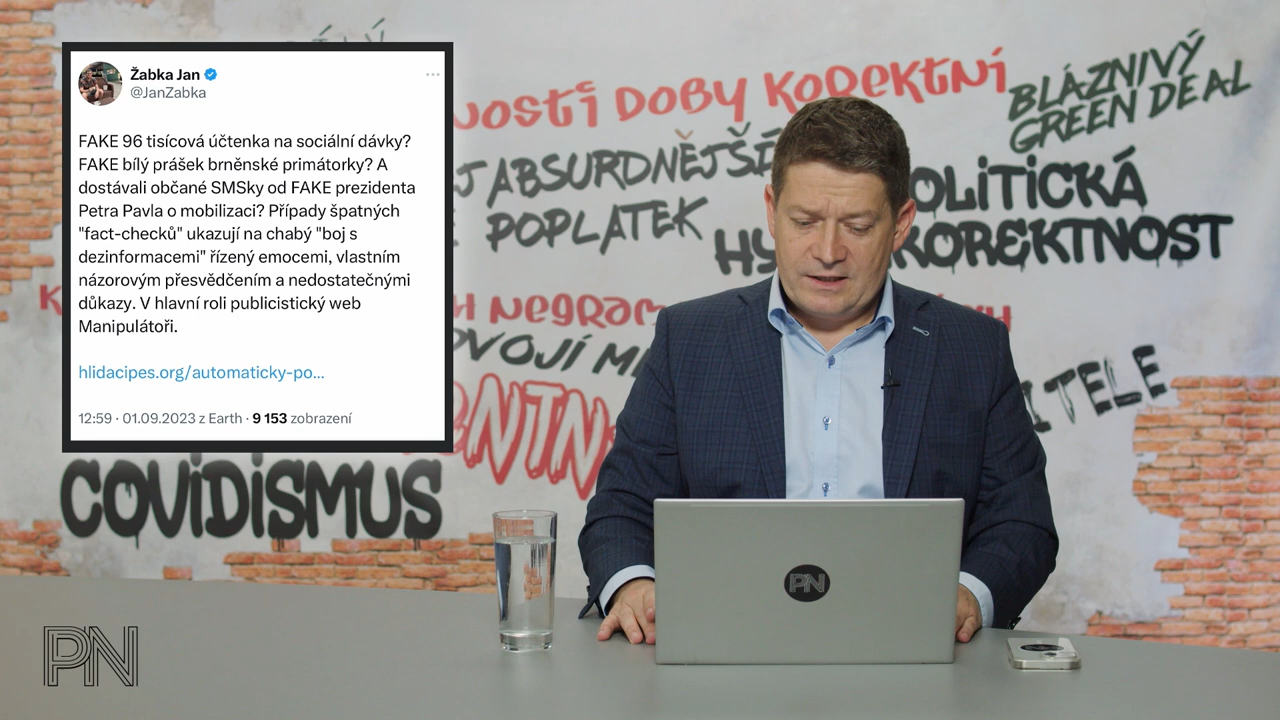 Žabka Jan
@JanZabka
FAKE 96 tisícová účtenka na sociální dávky?
FAKE bílý prášek brněnské primátorky? A
dostávali občané SMSky od FAKE prezidenta
Petra Pavla o mobilizaci? Případy špatných
"fact-checků" ukazují na chabý "boj s
dezinformacemi" řízený emocemi, vlastním
názorovým přesvědčením a nedostatečnými
důkazy. V hlavní roli publicistický web
Manipulátoři.
hlidacipes.org/automaticky-po...
12:59 · 01.09.2023 z Earth · 9 153 zobrazení
DOBY KOREKTNÍ
BLÁZNIVÝ
GREEN DEAL
ABSURDNĚJŠÍ
POPLATEK
KOREKTNOST
COVIDISMUS
PN
PN